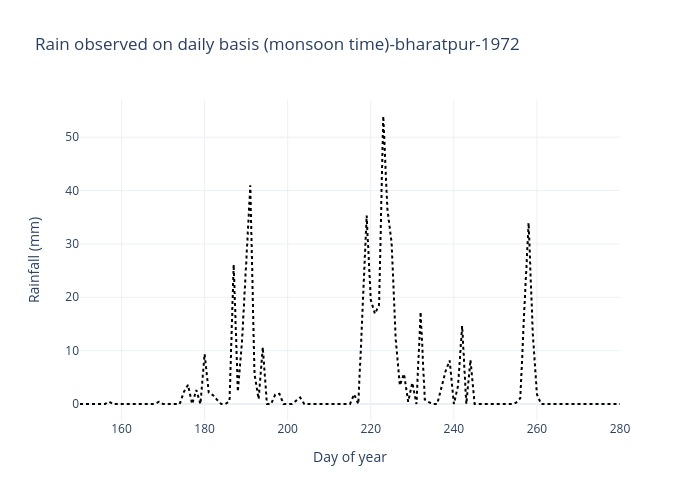 Rain observed on daily basis (monsoon time)-bharatpur-1972
50
40
30
20
10
0
Rainfall (mm)
160 180 200 220 240 260 280
Day of year